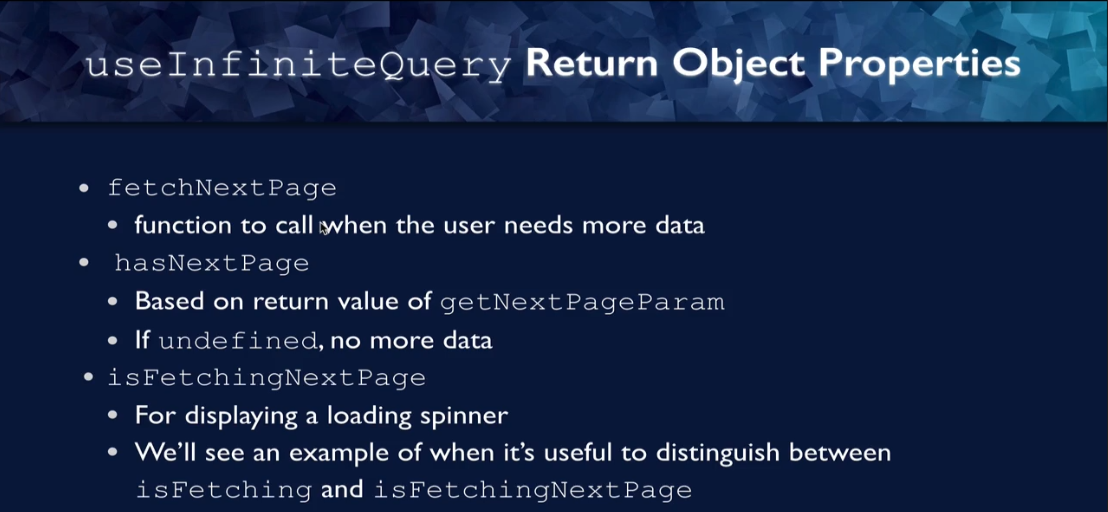 useInfiniteQuery Return Object Properties
• fetchNextPage
• function to call when the user needs more data
• hasNextPage
• Based on return value of getNextPageParam
• If undefined, no more data
• isFetchingNextPage
• For displaying a loading spinner
• We’ll see an example of when it’s useful to distinguish between
isFetching and isFetchingNextPage